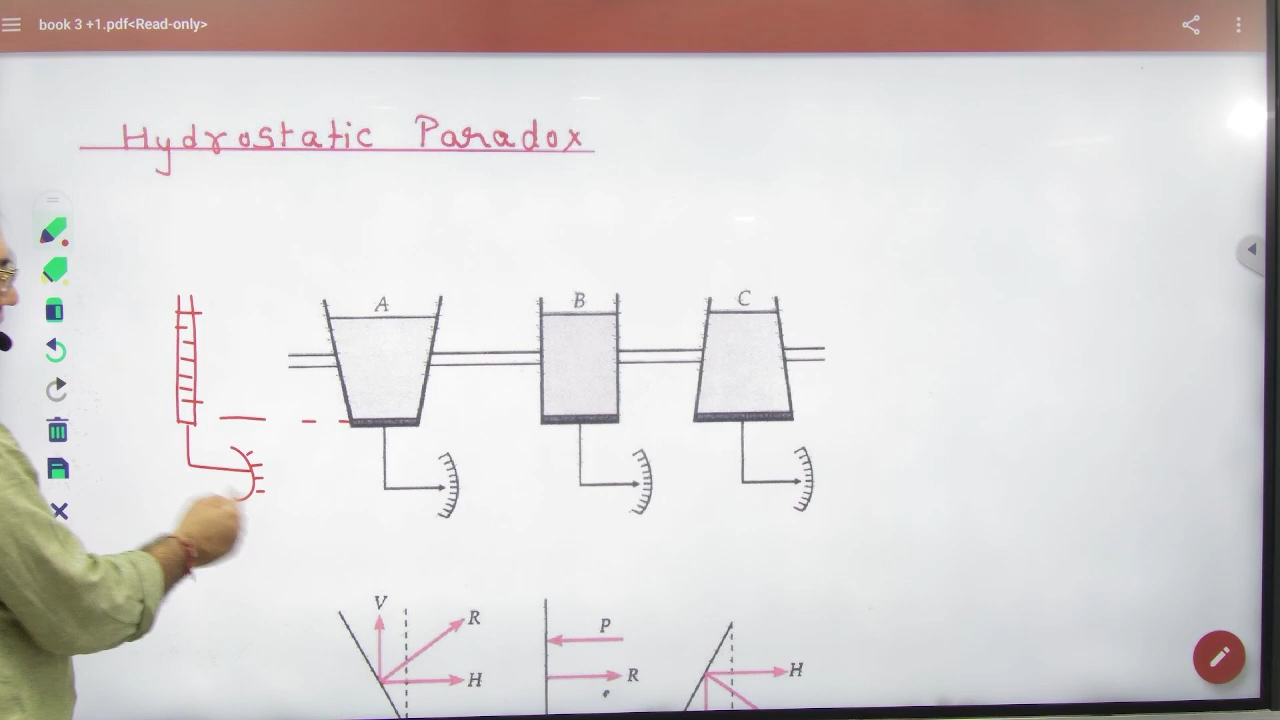 book 3 +1.pdf<Read-only>
Hydrostatic Paradox
A B C
V R H
P R
H